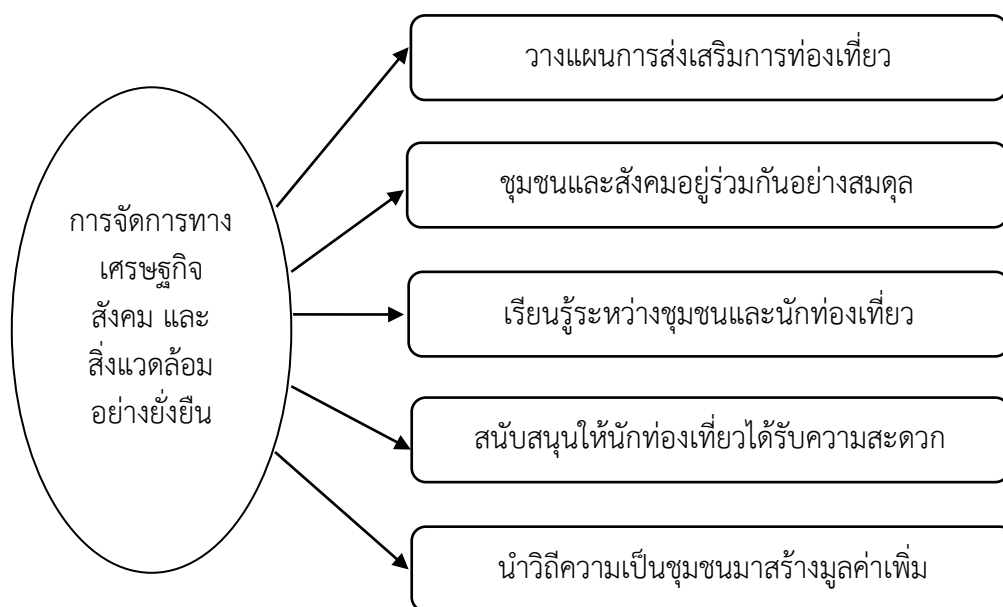 วางแผนการส่งเสริมการท่องเที่ยว
ชุมชนและสังคมอยู่ร่วมกันอย่างสมดุล
การจัดการทาง
เศรษฐกิจ
สังคม และ
สิ่งแวดล้อม
อย่างยั่งยืน
เรียนรู้ระหว่างชุมชนและนักท่องเที่ยว
สนับสนุนให้นักท่องเที่ยวได้รับความสะดวก
นำวิถีความเป็นชุมชนมาสร้างมูลค่าเพิ่ม